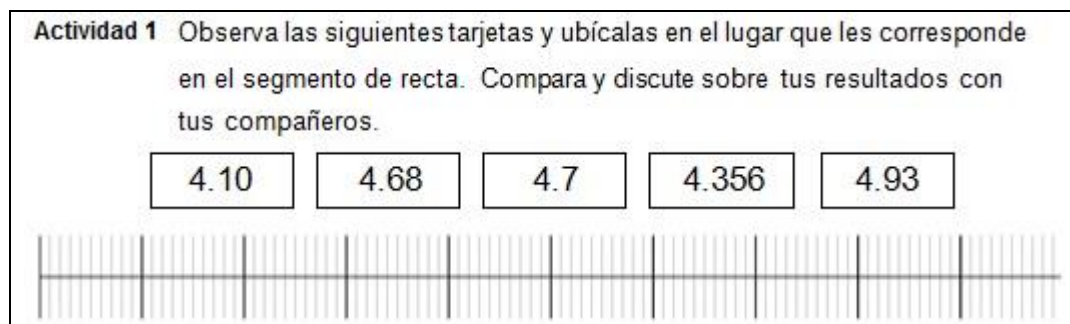 Actividad 1 Observa las siguientes tarjetas y ubícalas en el lugar que les corresponde
en el segmento de recta. Compara y discute sobre tus resultados con
tus compañeros.
4.10 4.68 4.7 4.356 4.93